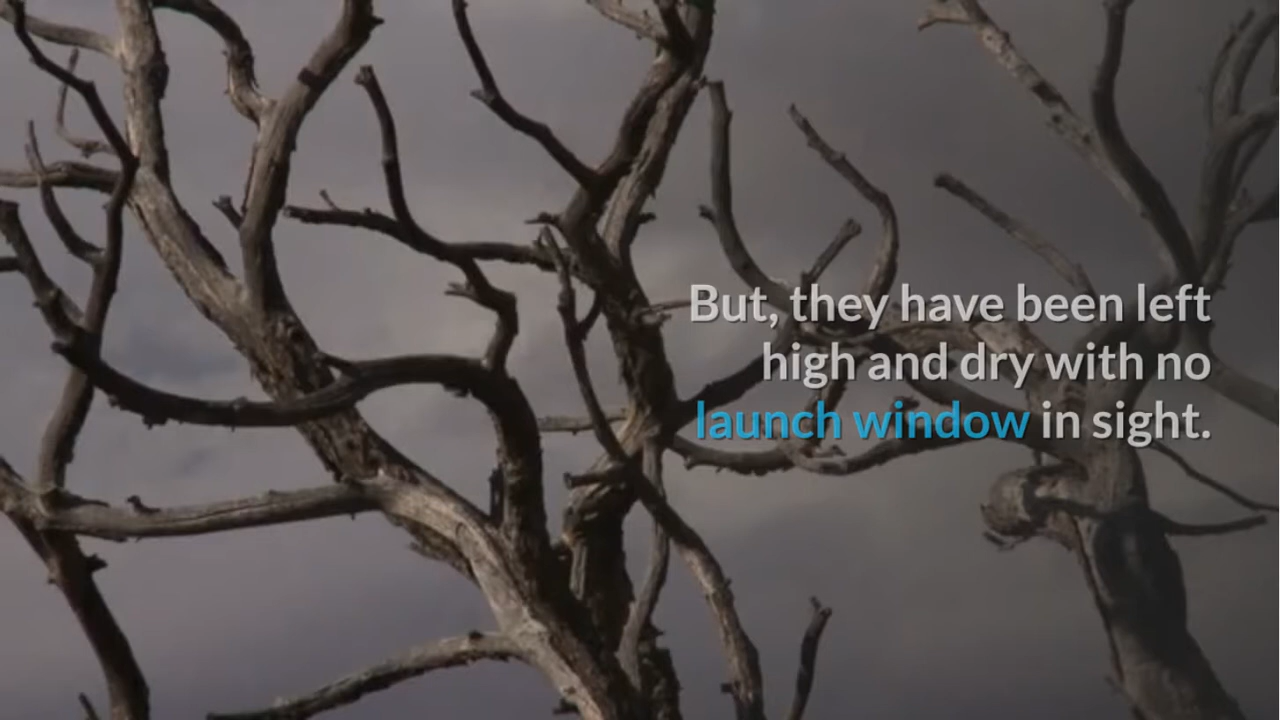 But, they have been left
high and dry with no
launch window in sight.